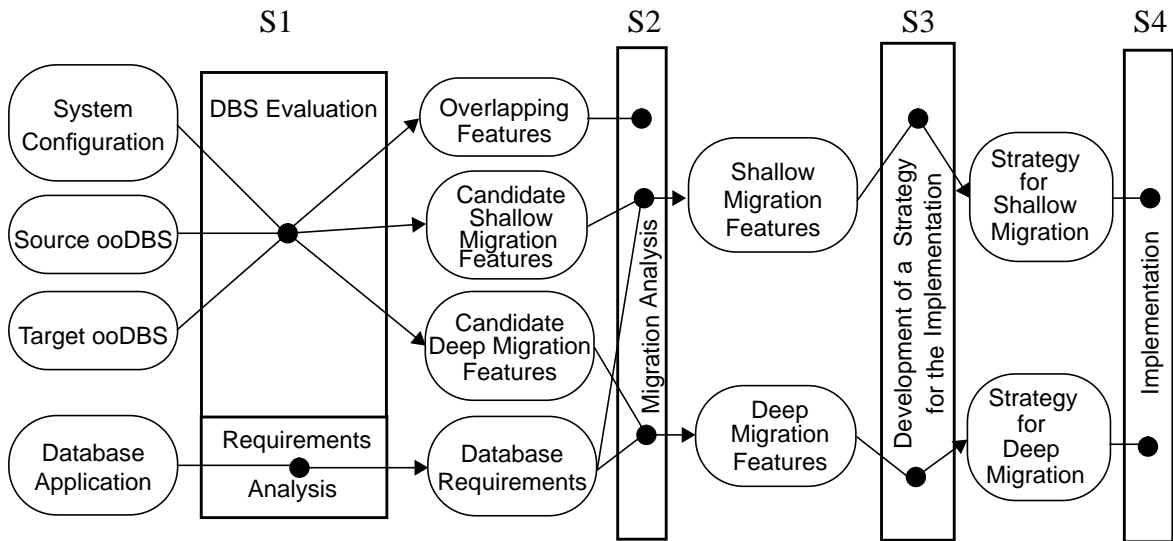 S1
S2
S3
S4
System
Configuration
Source ooDBS
Target ooDBS
Database
Application
DBS Evaluation
Requirements
Analysis
Overlapping
Features
Candidate
Shallow
Migration
Features
Candidate
Deep Migration
Features
Database
Requirements
Migration Analysis
Shallow
Migration
Features
Deep
Migration
Features
Development of a Strategy
for the Implementation
Strategy
for
Shallow
Migration
Strategy
for
Deep
Migration
Implementation